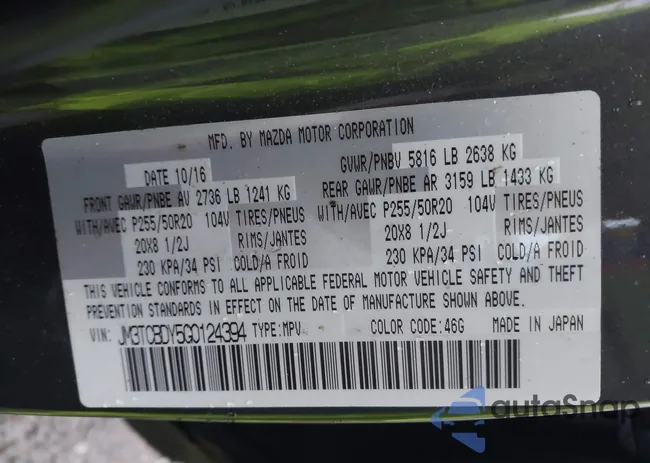 MFD. BY MAZDA MOTOR CORPORATION
DATE 10/16 GVWR/PNBV 5816 LB 2638 KG
FRONT GAWR/PNBE AV 2736 LB 1241 KG REAR GAWR/PNBE AR 3159 LB 1433 KG
WITH/AVEC P255/50R20 104V TIRES/PNEUS WITH/AVEC P255/50R20 104V TIRES/PNEUS
20X8 1/2J RIMS/JANTES 20X8 1/2J RIMS/JANTES
230 KPA/34 PSI COLD/A FROID 230 KPA/34 PSI COLD/A FROID
THIS VEHICLE CONFORMS TO ALL APPLICABLE FEDERAL MOTOR VEHICLE SAFETY AND THEFT
PREVENTION STANDARDS IN EFFECT ON THE DATE OF MANUFACTURE SHOWN ABOVE.
VIN: JM3TCBDY5G0124394 TYPE:MPV COLOR CODE:46G MADE IN JAPAN
autoSnap